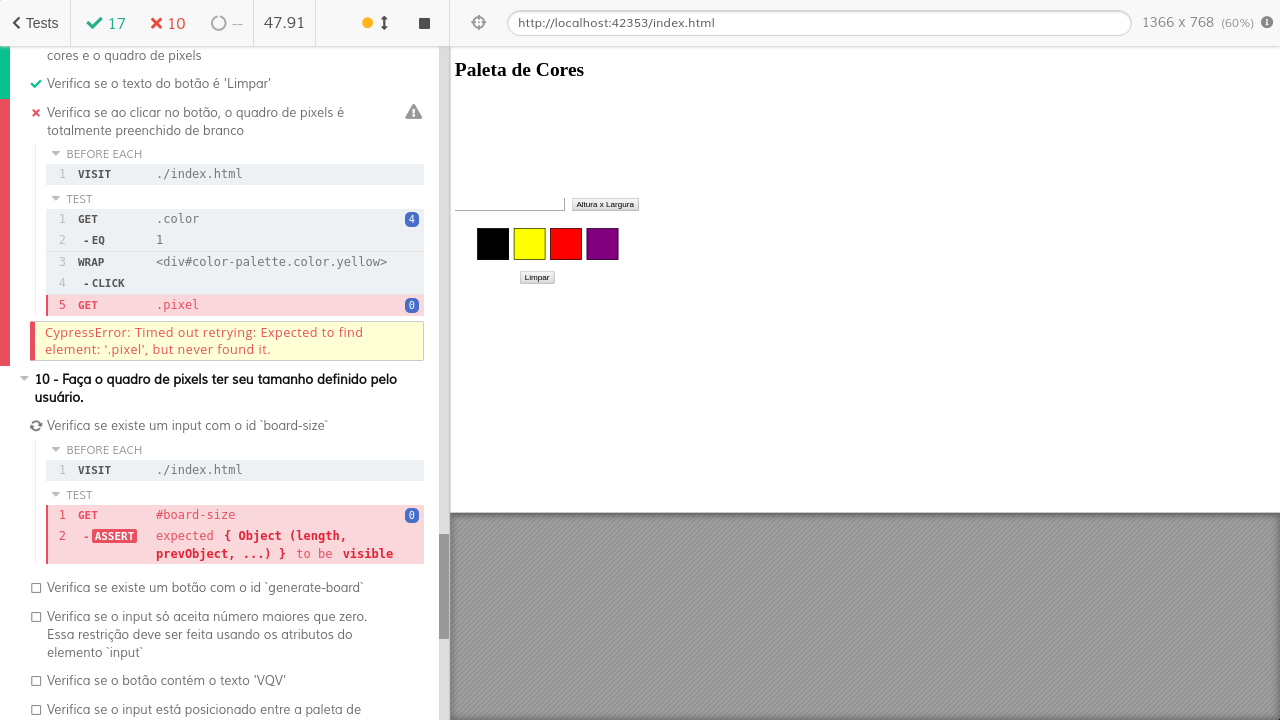 Tests
17
10
--
47.91
http://localhost:42353/index.html
1366 x 768 (60%)
cores e o quadro de pixels
Verifica se o texto do botão é 'Limpar'
Verifica se ao clicar no botão, o quadro de pixels é
totalmente preenchido de branco
BEFORE EACH
1 VISIT ./index.html
TEST
1 GET .color 4
2 -EQ 1
3 WRAP <div#color-palette.color.yellow>
4 -CLICK
5 GET .pixel 0
CypressError: Timed out retrying: Expected to find
element: '.pixel', but never found it.
10 - Faça o quadro de pixels ter seu tamanho definido pelo
usuário.
Verifica se existe um input com o id `board-size`
BEFORE EACH
1 VISIT ./index.html
TEST
1 GET #board-size 0
2 -ASSERT expected { Object (length,
prevObject, ...) } to be visible
Verifica se existe um botão com o id `generate-board`
Verifica se o input só aceita número maiores que zero.
Essa restrição deve ser feita usando os atributos do
elemento `input`
Verifica se o botão contém o texto 'VQV'
Verifica se o input está posicionado entre a paleta de
Paleta de Cores
Altura x Largura
Limpar